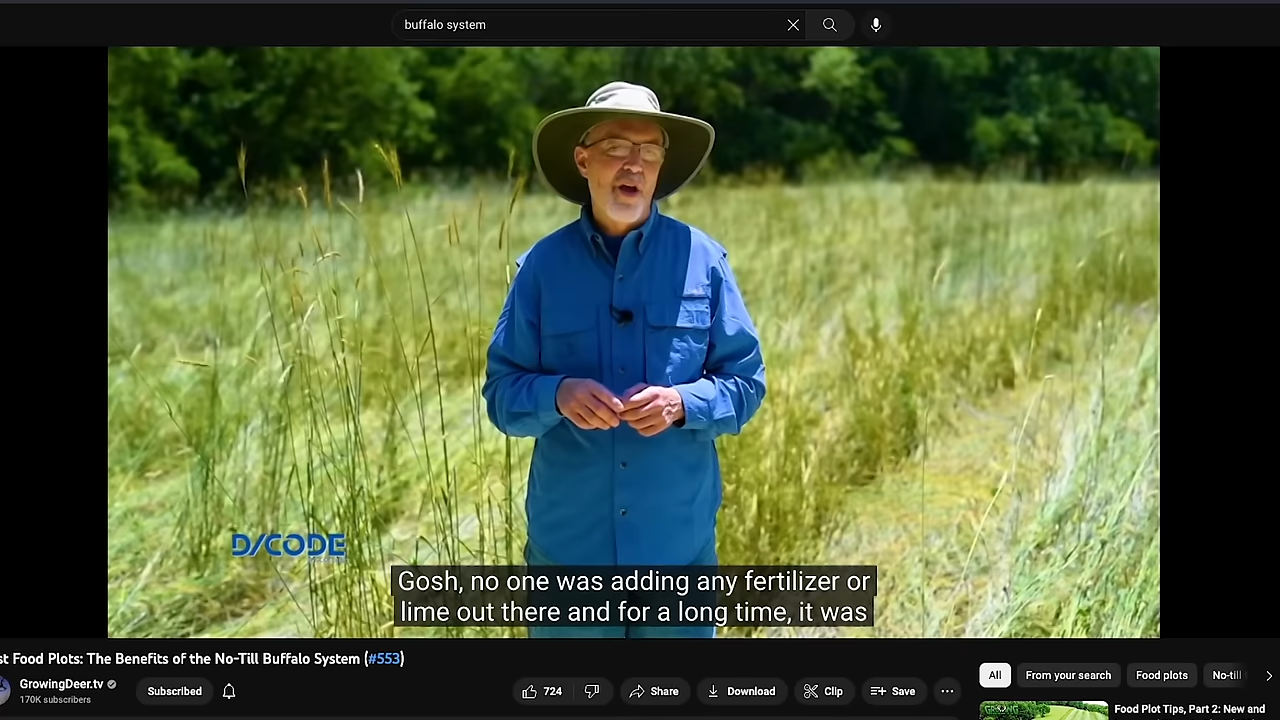 buffalo system
D/CODE
Gosh, no one was adding any fertilizer or
lime out there and for a long time, it was
st Food Plots: The Benefits of the No-Till Buffalo System (#553)
GrowingDeer.tv
170K subscribers
Subscribed
724
Share
Download
Clip
Save
All
From your search
Food plots
No-till
Food Plot Tips, Part 2: New and